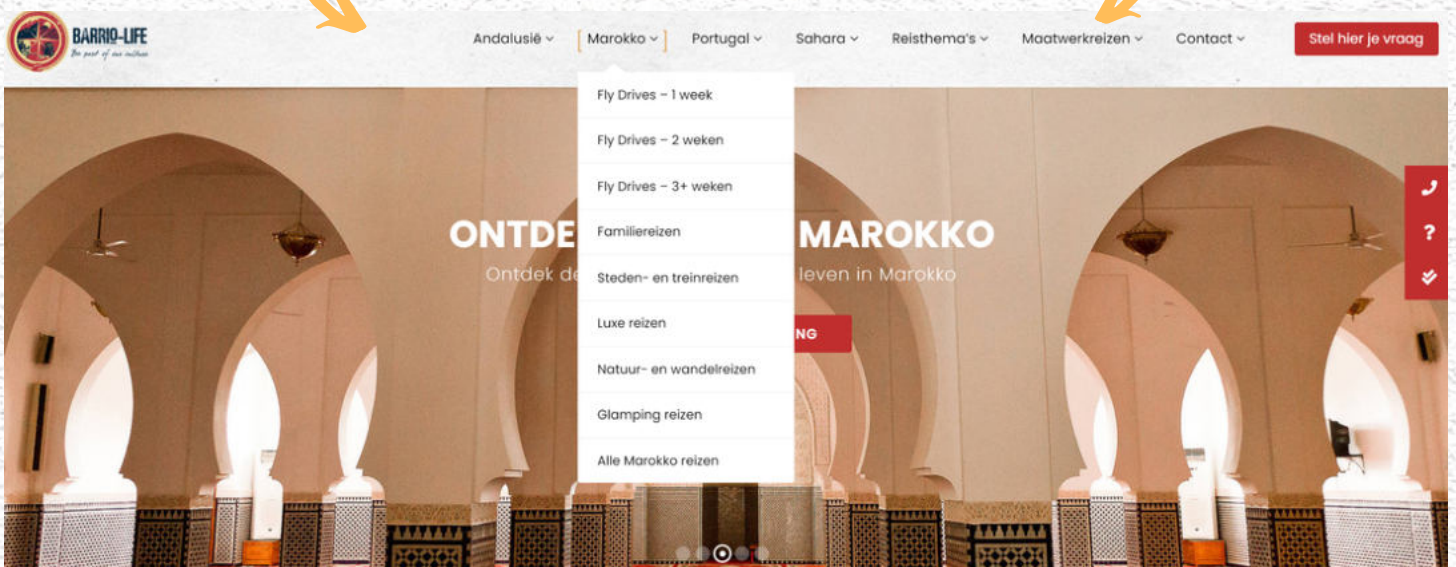 BARRIO-LIFE
Be part of our culture
Andalusië
Marokko
Portugal
Sahara
Reisthema's
Maatwerkreizen
Contact
Stel hier je vraag
Fly Drives – 1 week
Fly Drives – 2 weken
Fly Drives – 3+ weken
Familiereizen
Steden- en treinreizen
Luxe reizen
Natuur- en wandelreizen
Glamping reizen
Alle Marokko reizen
ONTDE MAROKKO
Ontdek de leven in Marokko
NG